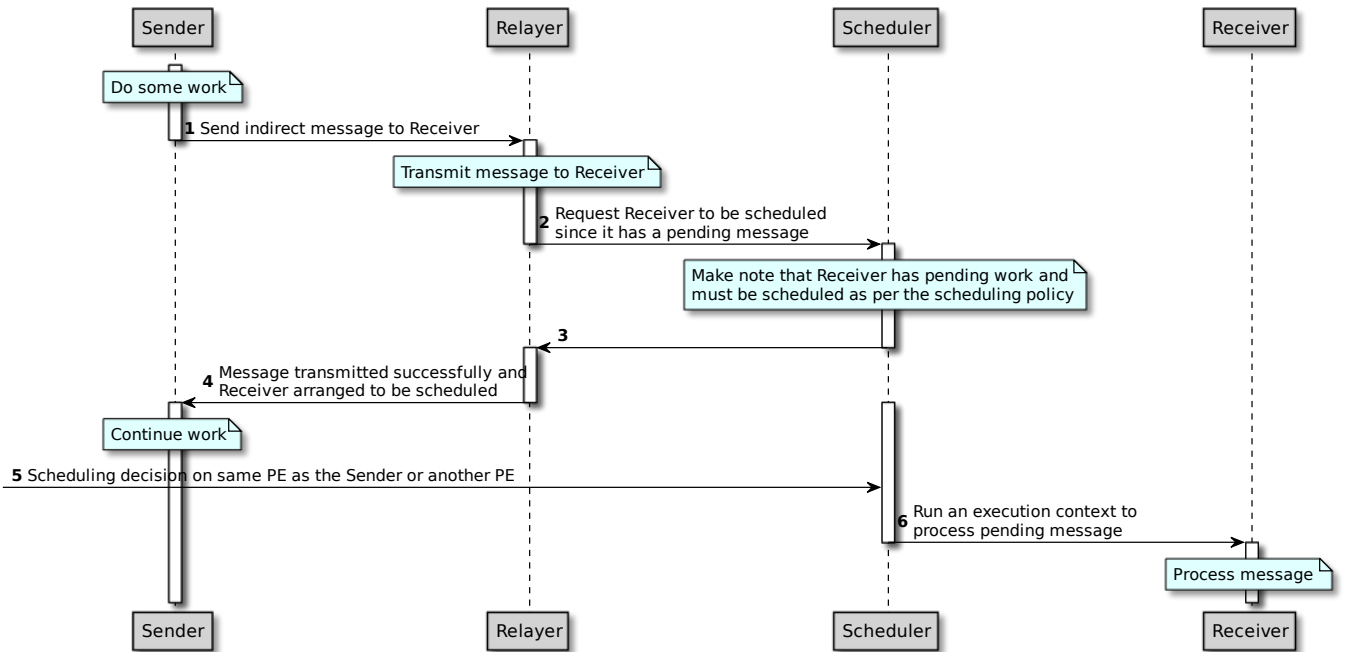 Sender
Relayer
Scheduler
Receiver
Do some work
1 Send indirect message to Receiver
Transmit message to Receiver
2 Request Receiver to be scheduled
since it has a pending message
Make note that Receiver has pending work and
must be scheduled as per the scheduling policy
3
4 Message transmitted successfully and
Receiver arranged to be scheduled
Continue work
5 Scheduling decision on same PE as the Sender or another PE
6 Run an execution context to
process pending message
Process message
Sender
Relayer
Scheduler
Receiver